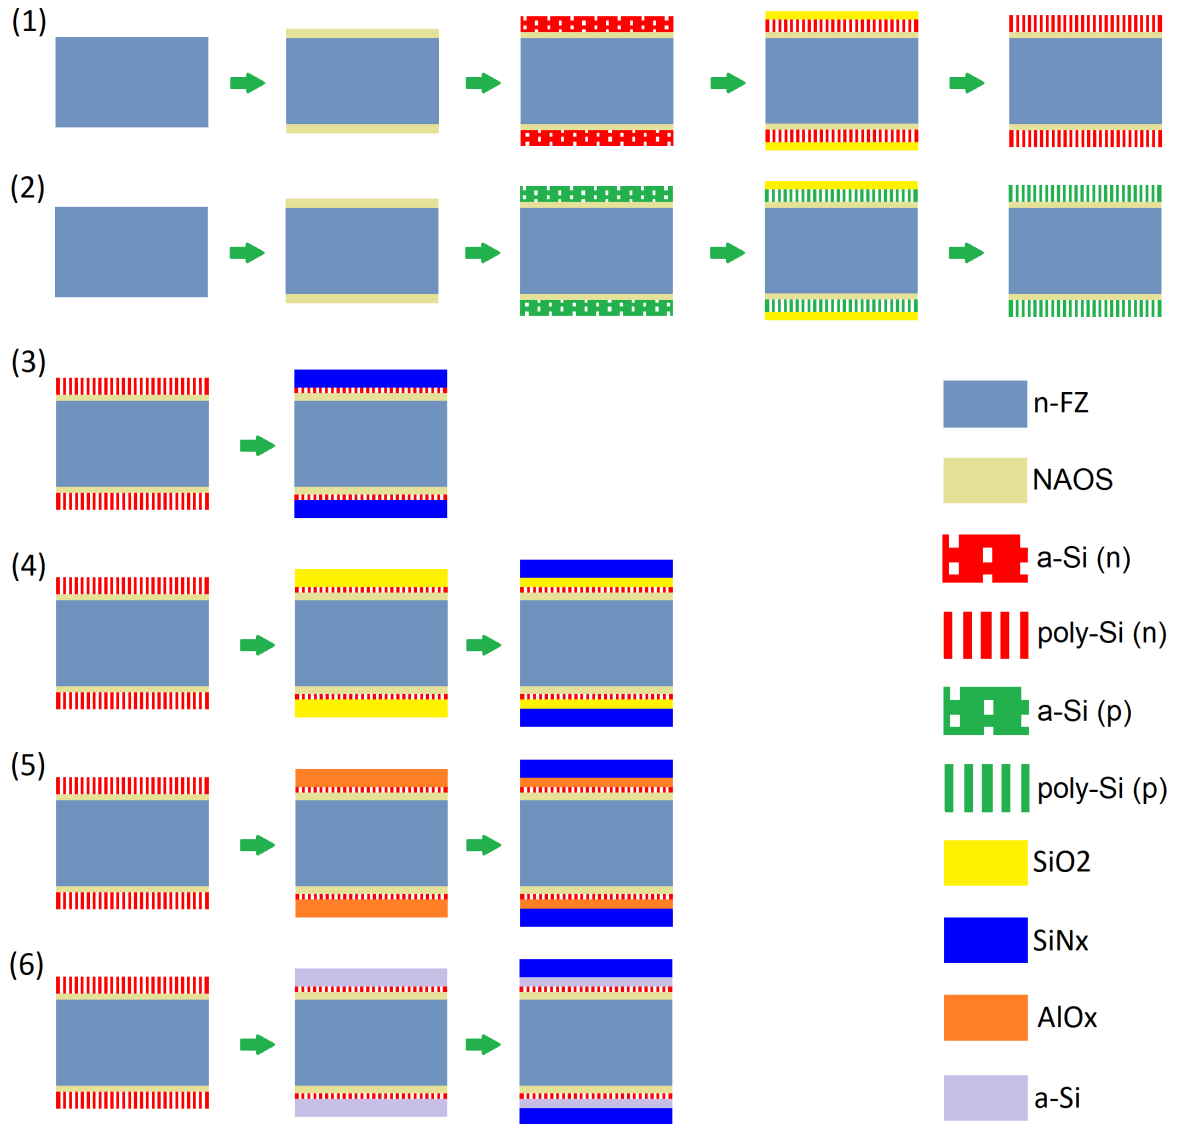 (1)
(2)
(3)
(4)
(5)
(6)
n-FZ
NAOS
a-Si (n)
poly-Si (n)
a-Si (p)
poly-Si (p)
SiO2
SiNx
AlOx
a-Si